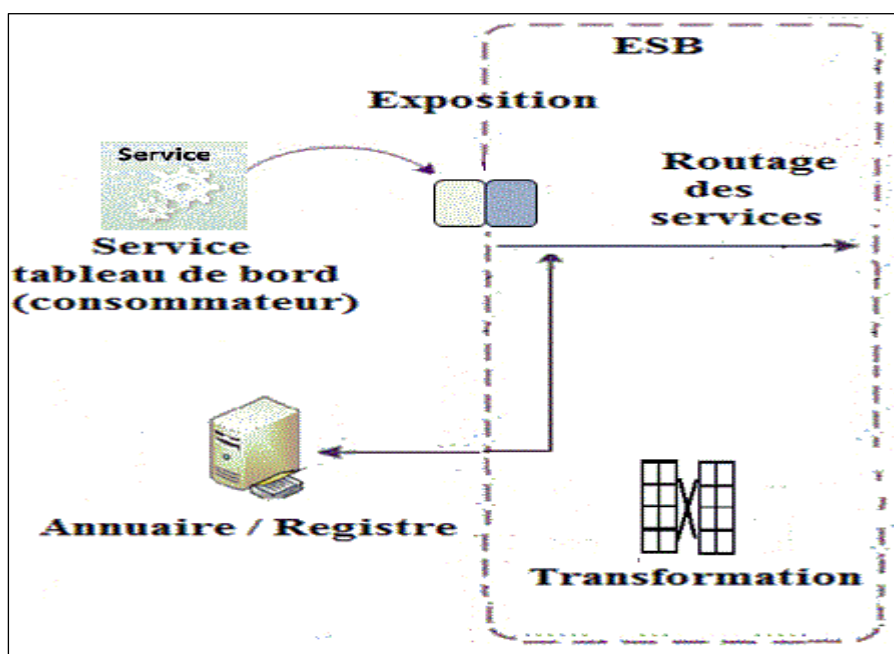 ESB
Exposition
Service
Routage
des
services
Service
tableau de bord
(consommateur)
Annuaire / Registre
Transformation